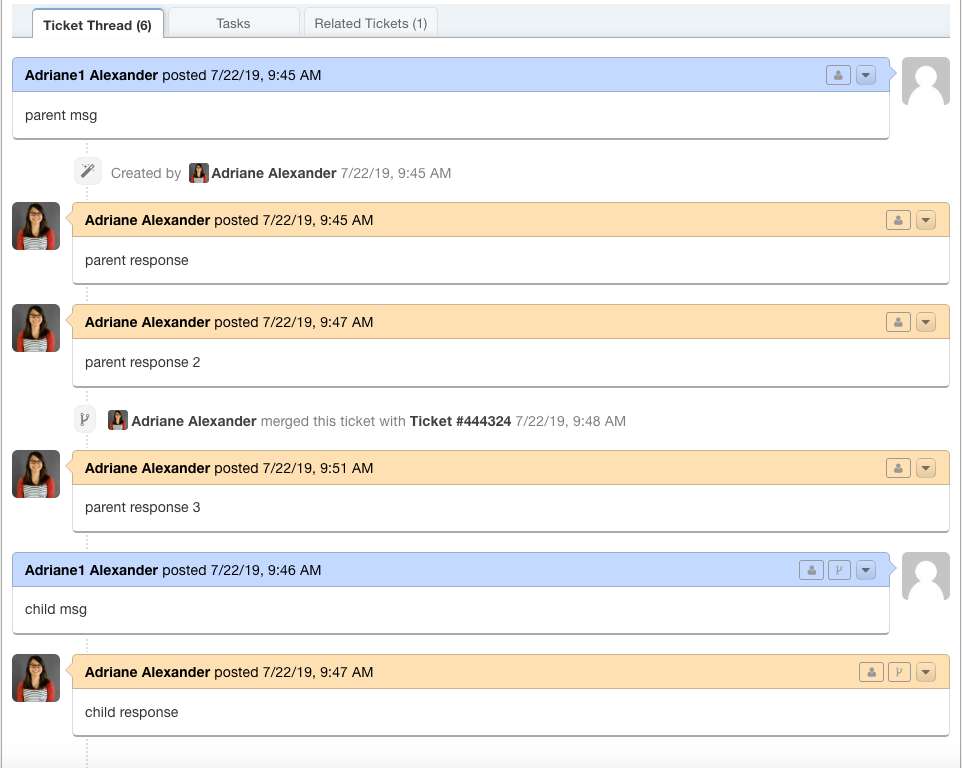 Ticket Thread (6) Tasks Related Tickets (1)
Adriane1 Alexander posted 7/22/19, 9:45 AM
parent msg
Created by Adriane Alexander 7/22/19, 9:45 AM
Adriane Alexander posted 7/22/19, 9:45 AM
parent response
Adriane Alexander posted 7/22/19, 9:47 AM
parent response 2
Adriane Alexander merged this ticket with Ticket #444324 7/22/19, 9:48 AM
Adriane Alexander posted 7/22/19, 9:51 AM
parent response 3
Adriane1 Alexander posted 7/22/19, 9:46 AM
child msg
Adriane Alexander posted 7/22/19, 9:47 AM
child response